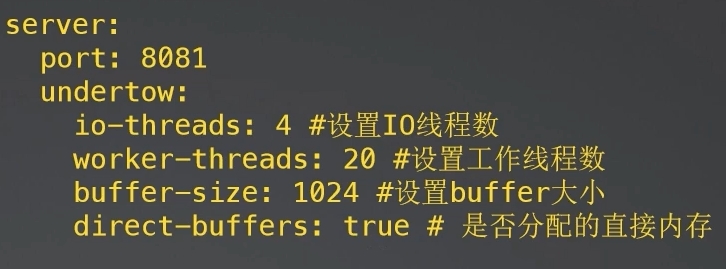 server:
  port: 8081
  undertow:
    io-threads: 4 #设置IO线程数
    worker-threads: 20 #设置工作线程数
    buffer-size: 1024 #设置buffer大小
    direct-buffers: true # 是否分配的直接内存